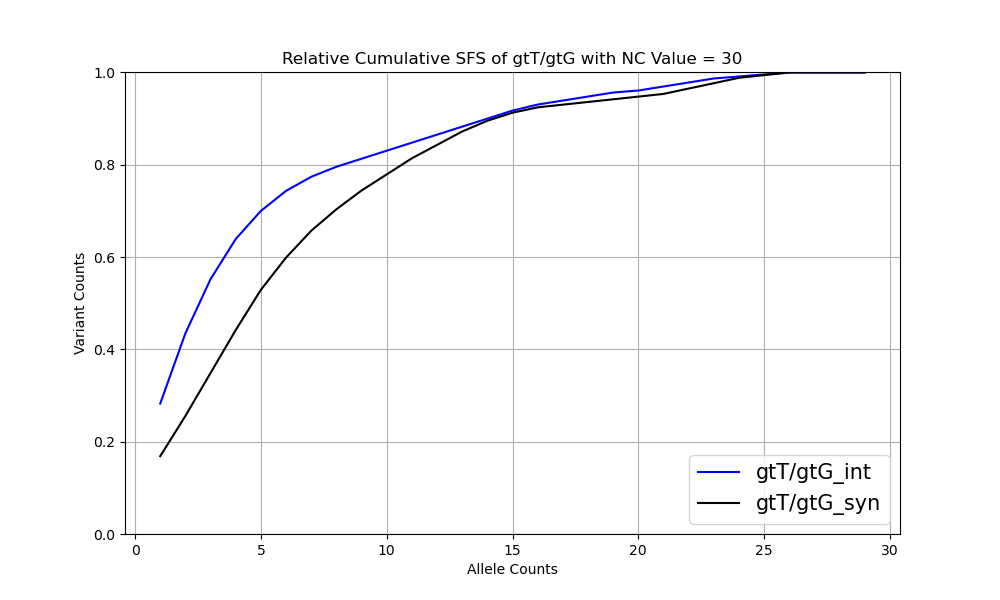 Relative Cumulative SFS of gtT/gtG with NC Value = 30
1.0
0.8
0.6
0.4
0.2
0.0
Variant Counts
gtT/gtG_int
gtT/gtG_syn
0 5 10 15 20 25 30
Allele Counts